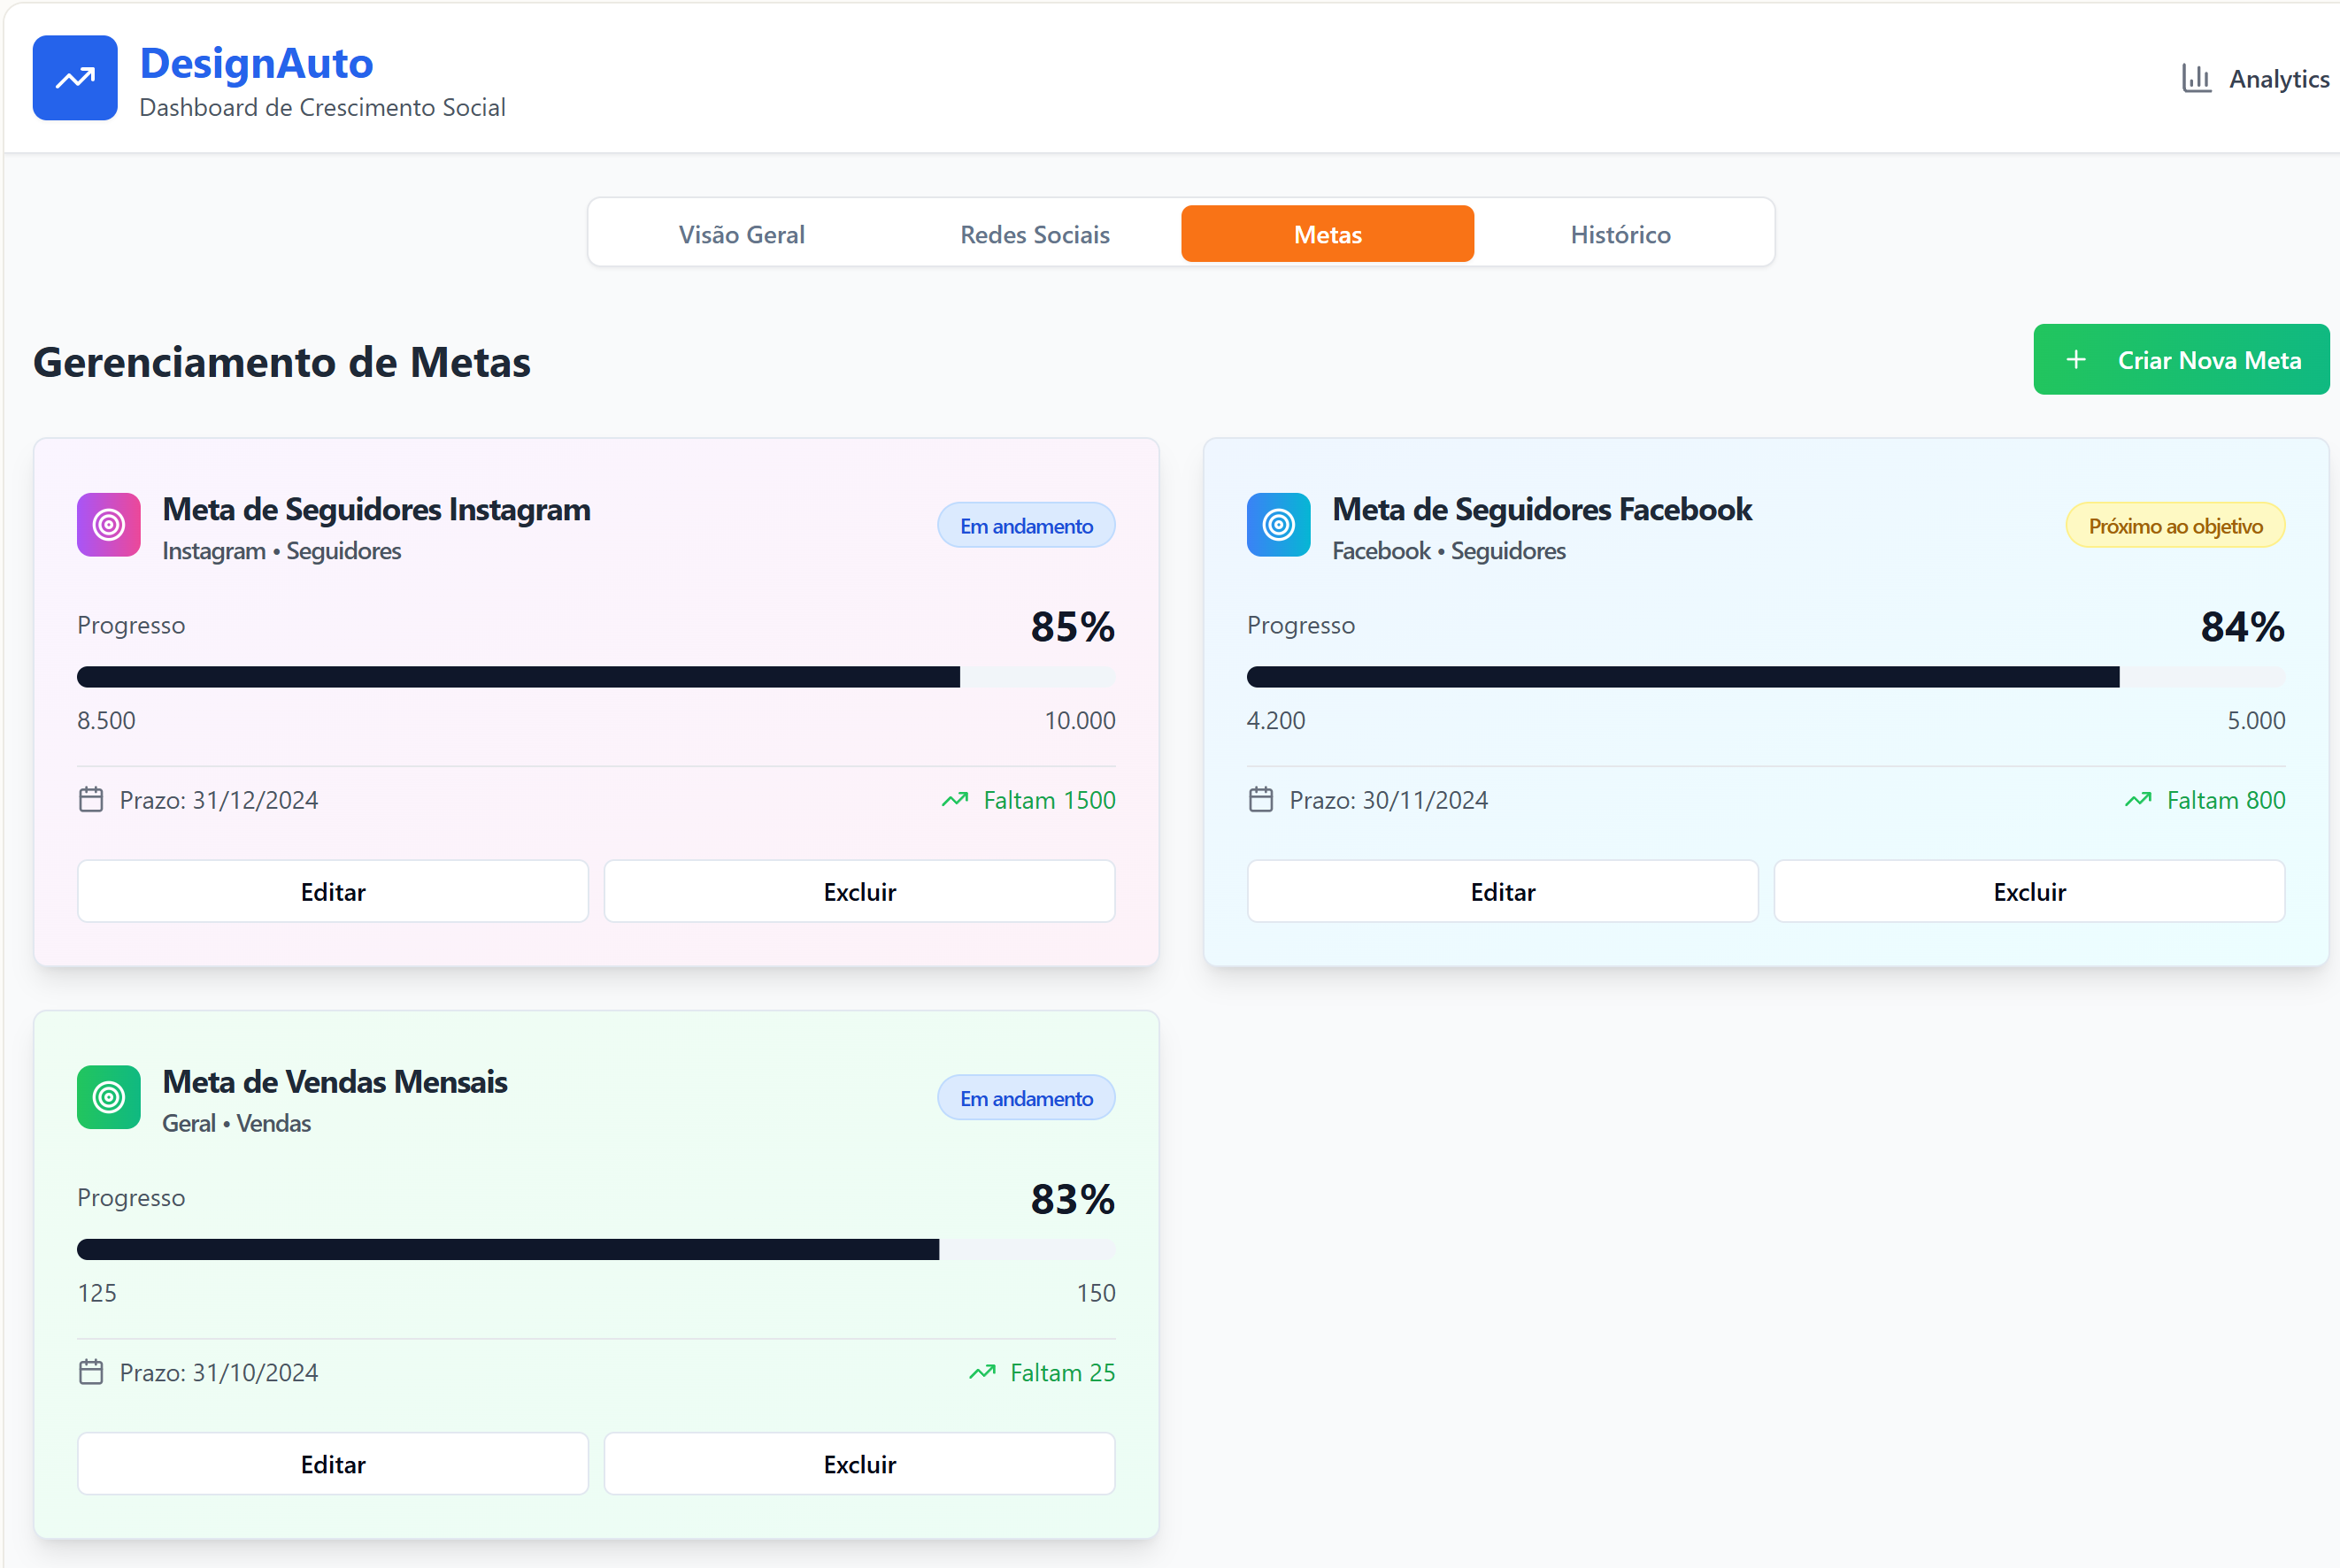 DesignAuto
Dashboard de Crescimento Social
Analytics
Visão Geral
Redes Sociais
Metas
Histórico
Gerenciamento de Metas
Criar Nova Meta
Meta de Seguidores Instagram
Instagram • Seguidores
Em andamento
Progresso
85%
8.500
10.000
Prazo: 31/12/2024
Faltam 1500
Editar
Excluir
Meta de Seguidores Facebook
Facebook • Seguidores
Próximo ao objetivo
Progresso
84%
4.200
5.000
Prazo: 30/11/2024
Faltam 800
Editar
Excluir
Meta de Vendas Mensais
Geral • Vendas
Em andamento
Progresso
83%
125
150
Prazo: 31/10/2024
Faltam 25
Editar
Excluir